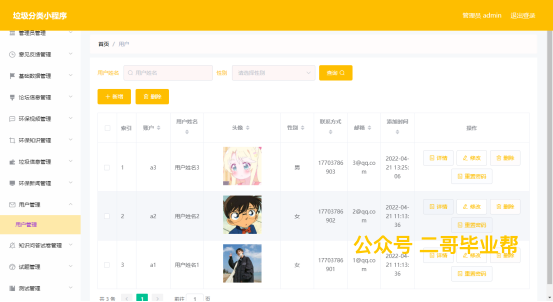 垃圾分类小程序
管理员 admin 退出登录
管理员管理
意见反馈管理
基础数据管理
论坛信息管理
环保视频管理
环保知识管理
垃圾信息管理
环保新闻管理
用户管理
用户管理
知识问答试卷管理
试题管理
测试管理
首页 / 用户
用户姓名 用户姓名 性别 请选择性别 查询
+ 新增 删除
索引 账户 用户姓名 头像 性别 联系方式 邮箱 添加时间 操作
1 a3 用户姓名3 男 17703786903 3@qq.com 2022-04-21 13:25:06 详情 修改 删除 重置密码
2 a2 用户姓名2 女 17703786902 2@qq.com 2022-04-21 11:13:36 详情 修改 删除 重置密码
3 a1 用户姓名1 女 17703786901 1@qq.com 2022-04-21 11:13:36 详情 修改 删除 重置密码
公众号 二哥毕业帮
共 3 条 1 前往 1 页